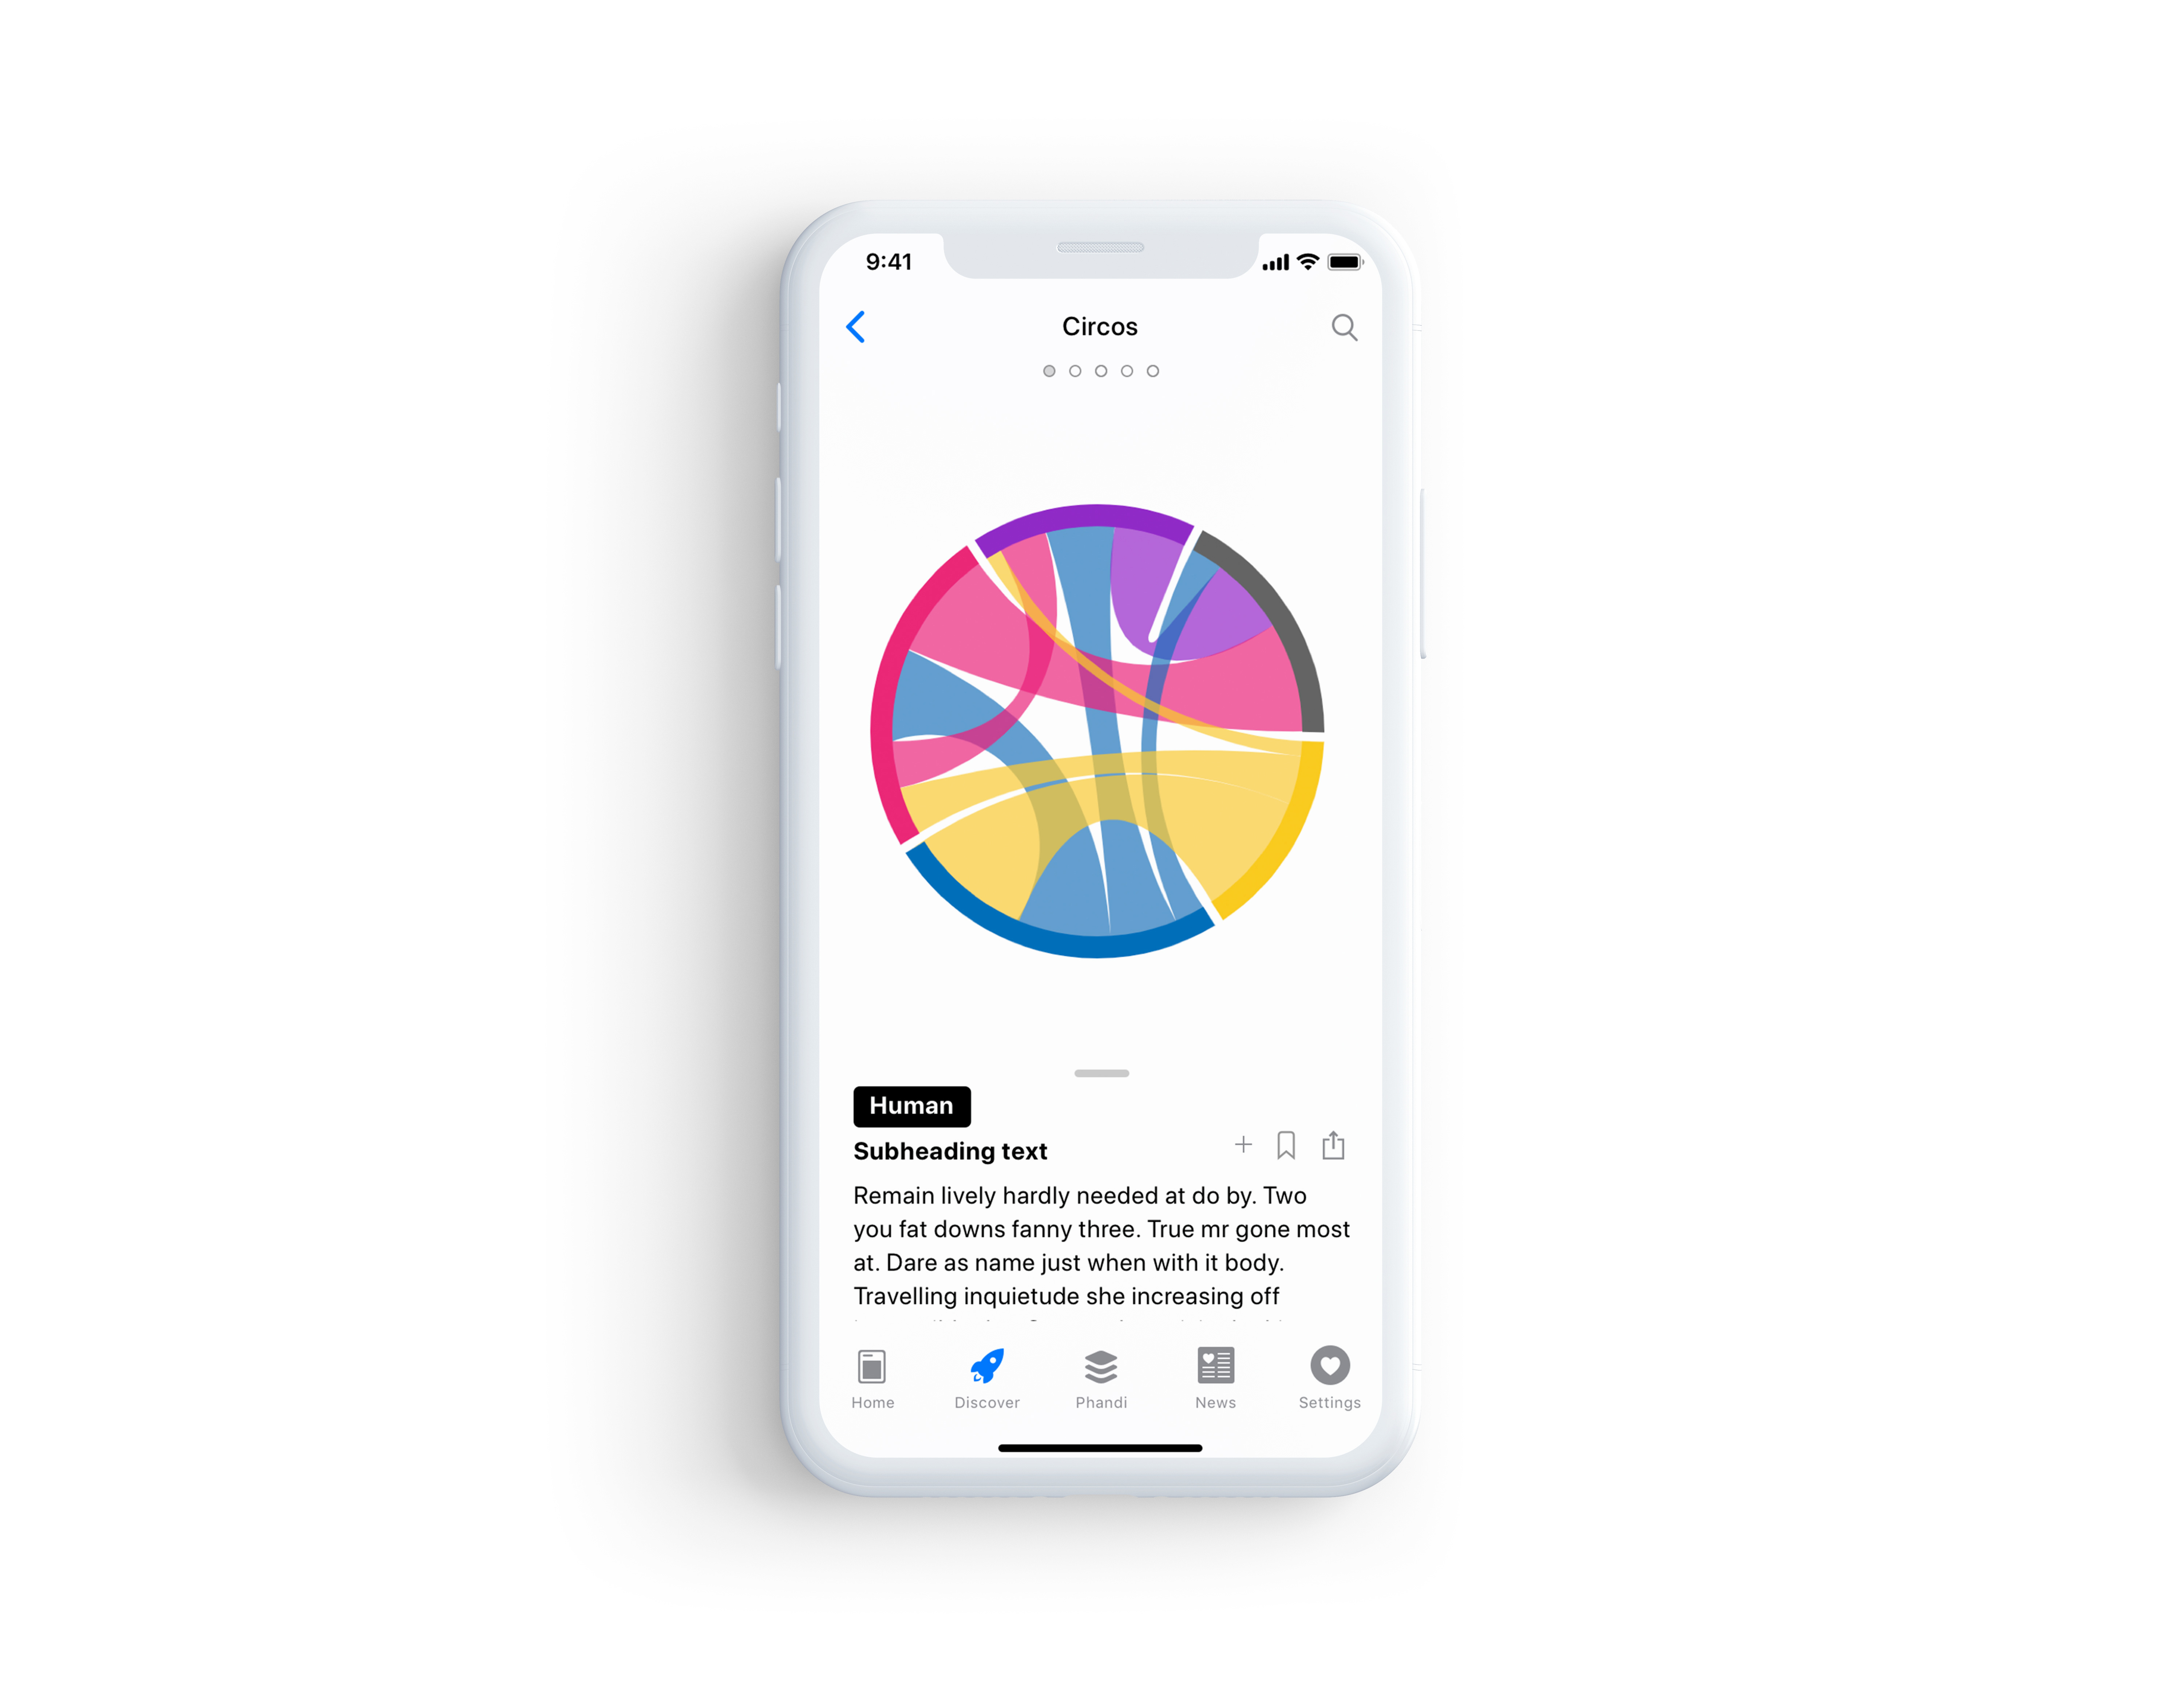 9:41
Circos
Human
Subheading text
Remain lively hardly needed at do by. Two
you fat downs fanny three. True mr gone most
at. Dare as name just when with it body.
Travelling inquietude she increasing off
Home Discover Phandi News Settings